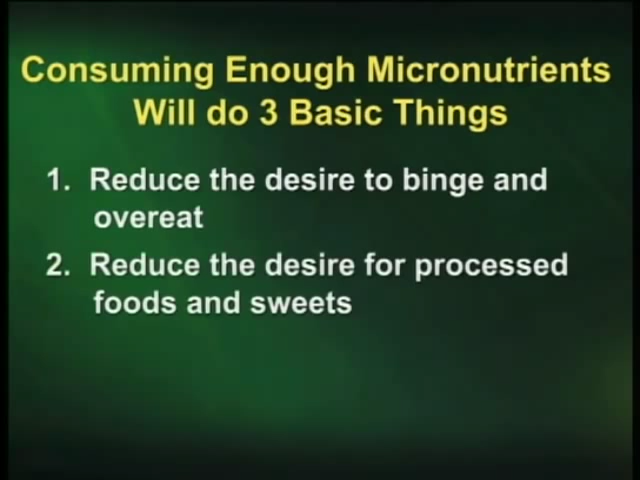 Consuming Enough Micronutrients
Will do 3 Basic Things
1. Reduce the desire to binge and
overeat
2. Reduce the desire for processed
foods and sweets